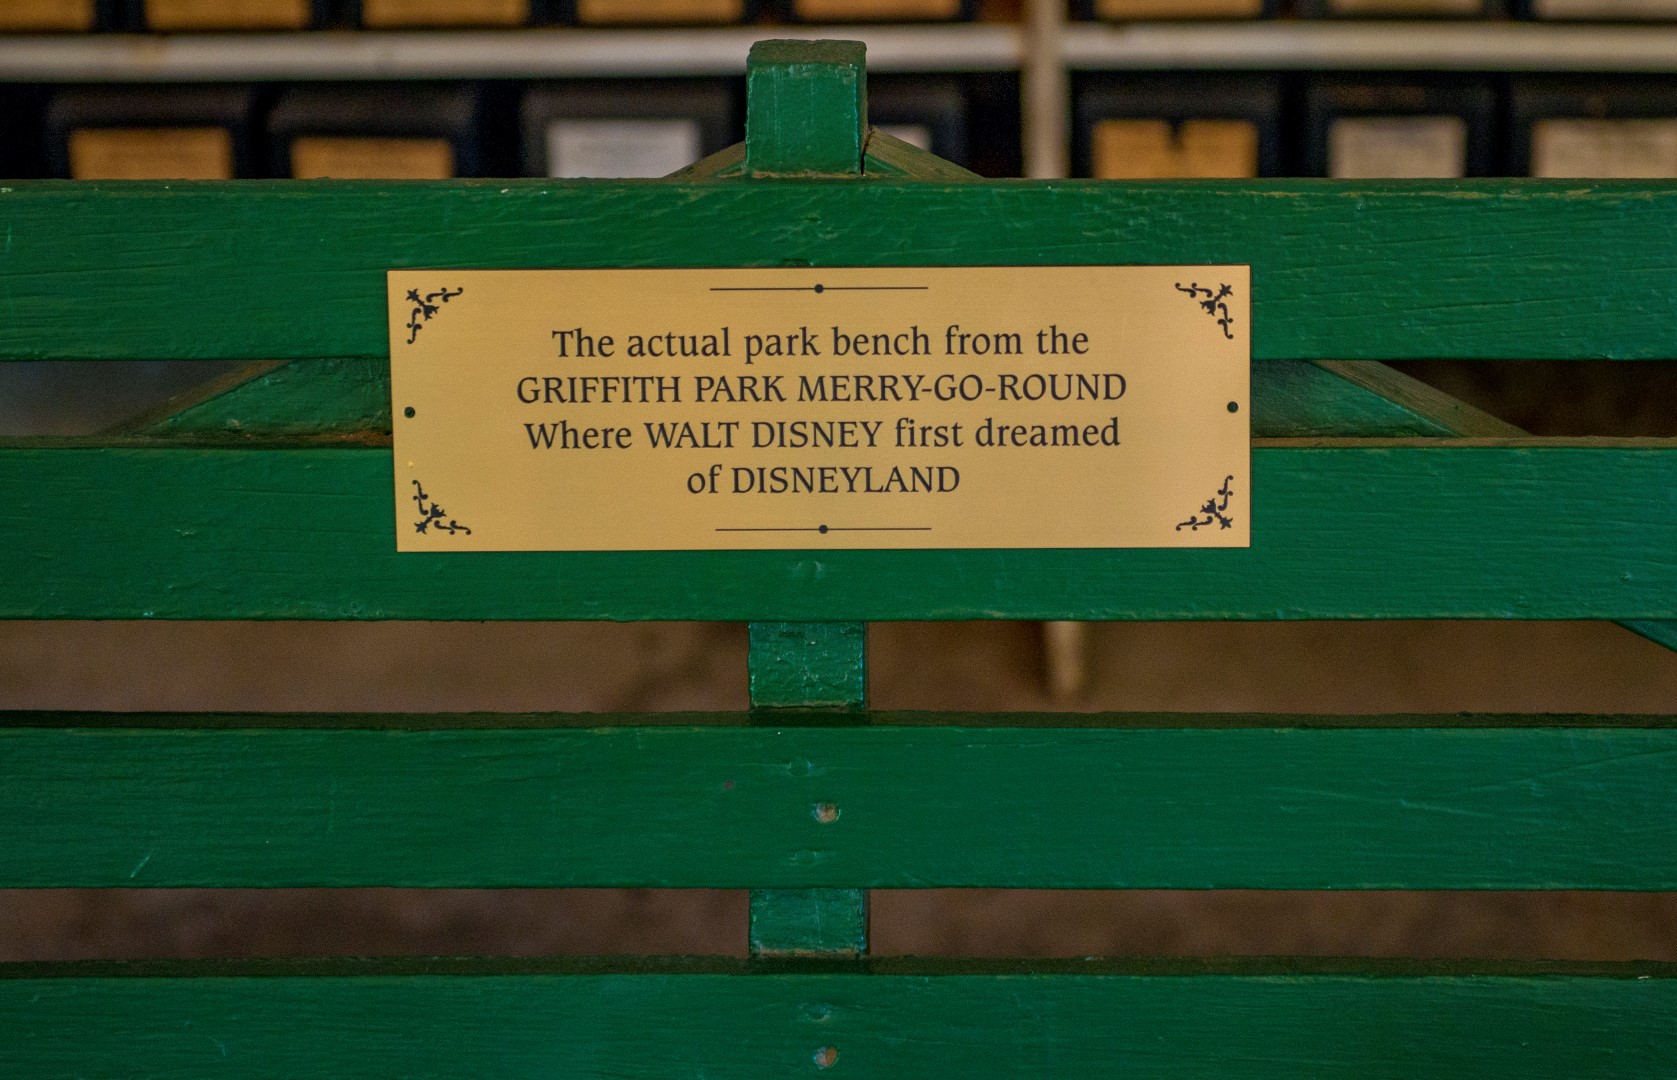 The actual park bench from the
GRIFFITH PARK MERRY-GO-ROUND
Where WALT DISNEY first dreamed
of DISNEYLAND